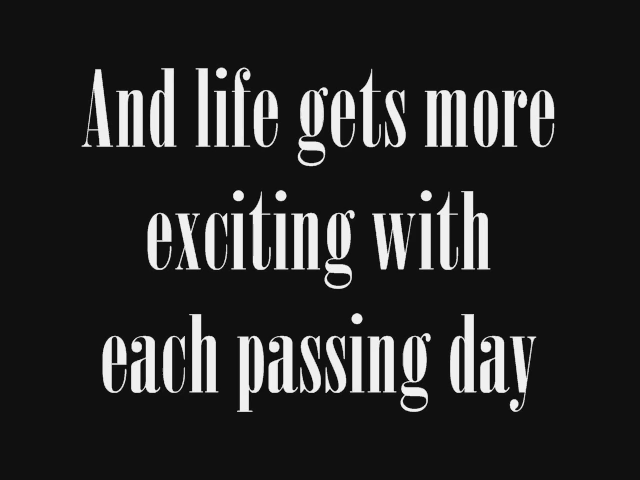 And life gets more
exciting with
each passing day